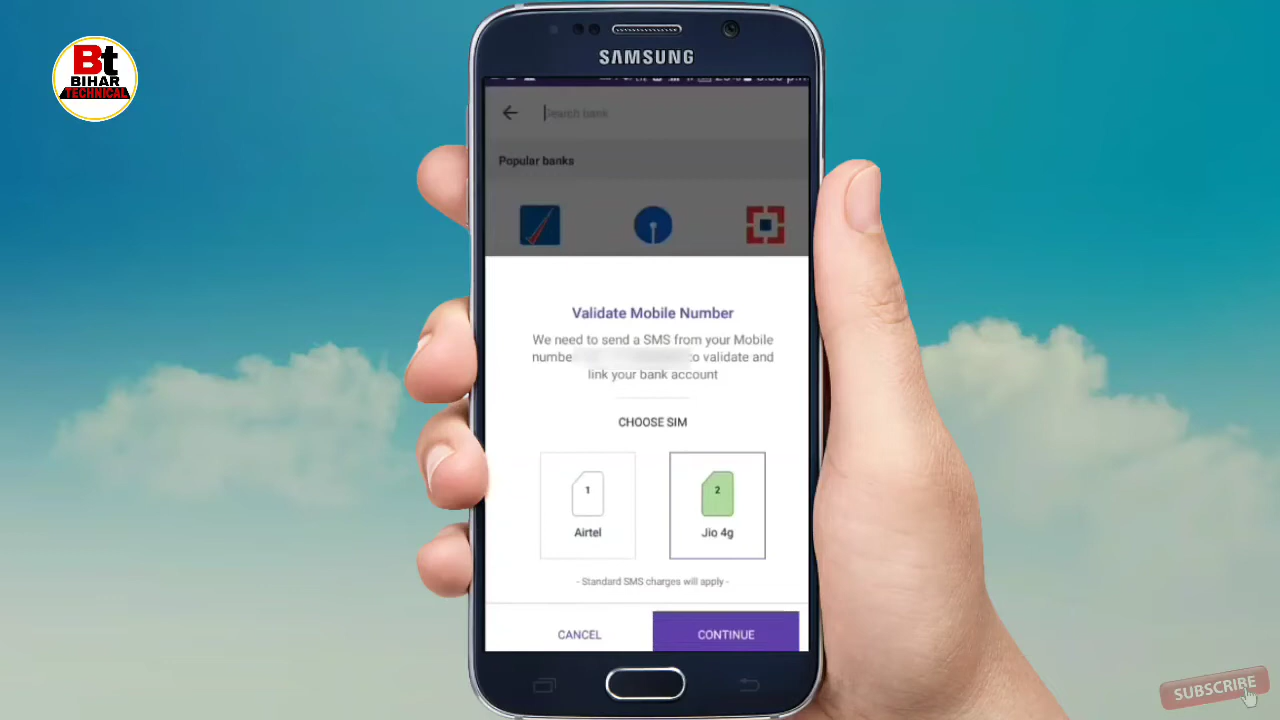 Bt
BIHAR
TECHNICAL
SAMSUNG
Search bank
Popular banks
Validate Mobile Number
We need to send a SMS from your Mobile
to validate and
link your bank account
CHOOSE SIM
1
2
Airtel
Jio 4g
- Standard SMS charges will apply -
CANCEL
CONTINUE
SUBSCRIBE